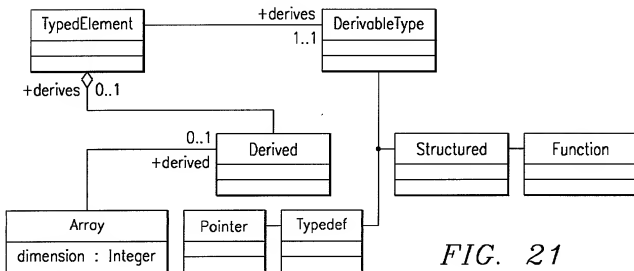 TypedElement
+derives
DerivableType
1..1
+derives
0..1
0..1
Derived
+derived
Structured
Function
Array
Pointer
Typedef
dimension : Integer
FIG. 21